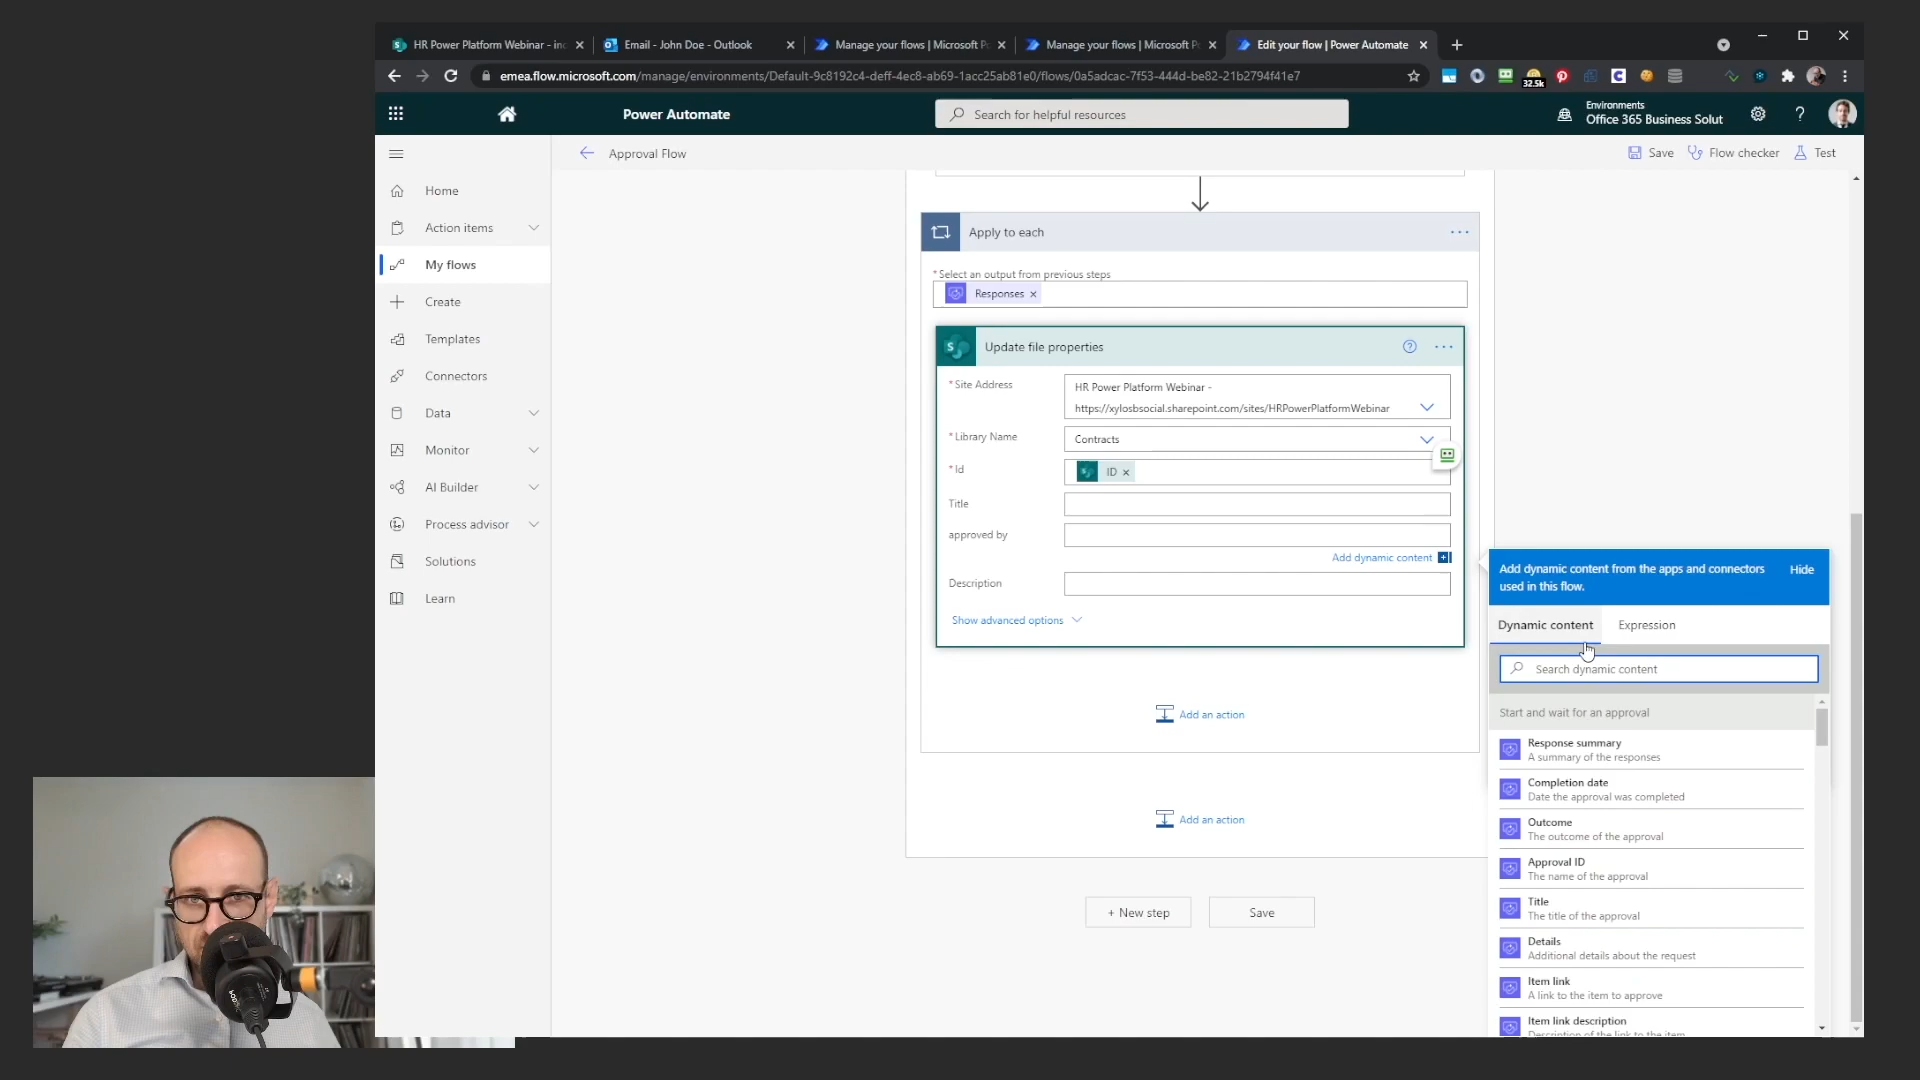 HR Power Platform Webinar - in
Email - John Doe - Outlook
Manage your flows | Microsoft P
Manage your flows | Microsoft P
Edit your flow | Power Automate
emea.flow.microsoft.com/manage/environments/Default-9c8192c4-deff-4ec8-ab69-1acc25ab81e0/flows/0a5adcac-7f53-444d-be82-21b2794f41e7
32.5k
Power Automate
Search for helpful resources
Environments
Office 365 Business Solut
Approval Flow
Save
Flow checker
Test
Home
Action items
My flows
Create
Templates
Connectors
Data
Monitor
AI Builder
Process advisor
Solutions
Learn
Apply to each
* Select an output from previous steps
Responses
Update file properties
* Site Address
HR Power Platform Webinar -
https://xylosbsocial.sharepoint.com/sites/HRPowerPlatformWebinar
* Library Name
Contracts
* Id
ID
Title
approved by
Add dynamic content
Description
Show advanced options
Add an action
Add an action
+ New step
Save
Add dynamic content from the apps and connectors
used in this flow.
Hide
Dynamic content
Expression
Search dynamic content
Start and wait for an approval
Response summary
A summary of the responses
Completion date
Date the approval was completed
Outcome
The outcome of the approval
Approval ID
The name of the approval
Title
The title of the approval
Details
Additional details about the request
Item link
A link to the item to approve
Item link description
Description of the link to the item